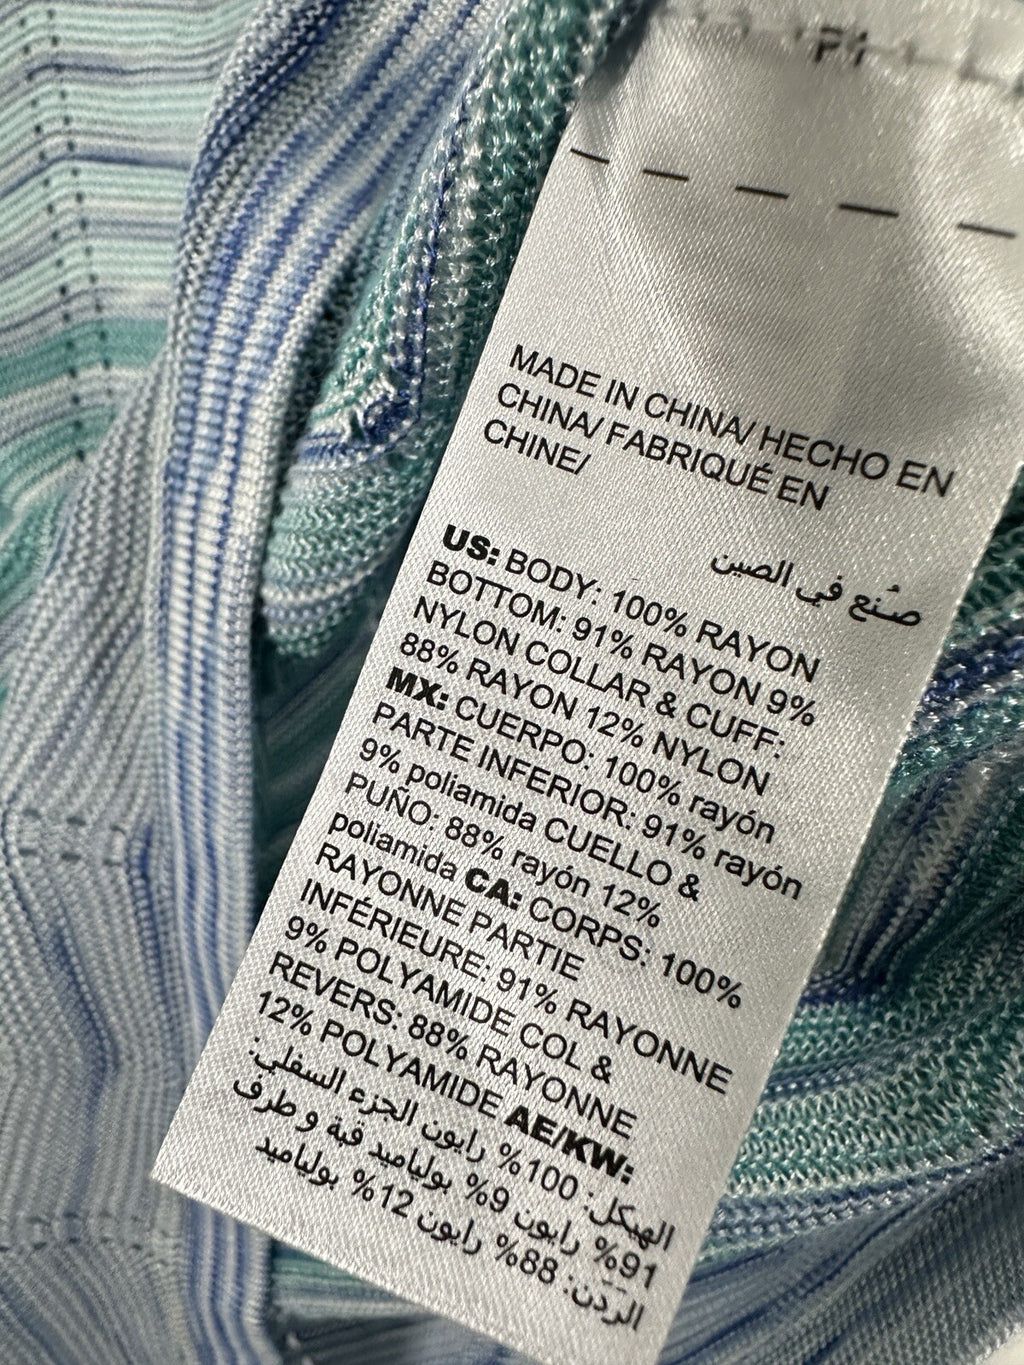 MADE IN CHINA/ HECHO EN
CHINA/ FABRIQUÉ EN
CHINE/
صُنع في الصين
US: BODY: 100% RAYON
BOTTOM: 91% RAYON 9%
NYLON COLLAR & CUFF:
88% RAYON 12% NYLON
MX: CUERPO: 100% rayón
PARTE INFERIOR: 91% rayón
9% poliamida CUELLO &
PUÑO: 88% rayón 12%
poliamida CA: CORPS: 100%
RAYONNE PARTIE
INFÉRIEURE: 91% RAYONNE
9% POLYAMIDE COL &
REVERS: 88% RAYONNE
12% POLYAMIDE AE/KW:
الهيكل: 100% رايون الجزء السفلي:
91% رايون 9% بولياميد قبة و طرف
الردن: 88% رايون 12% بولياميد